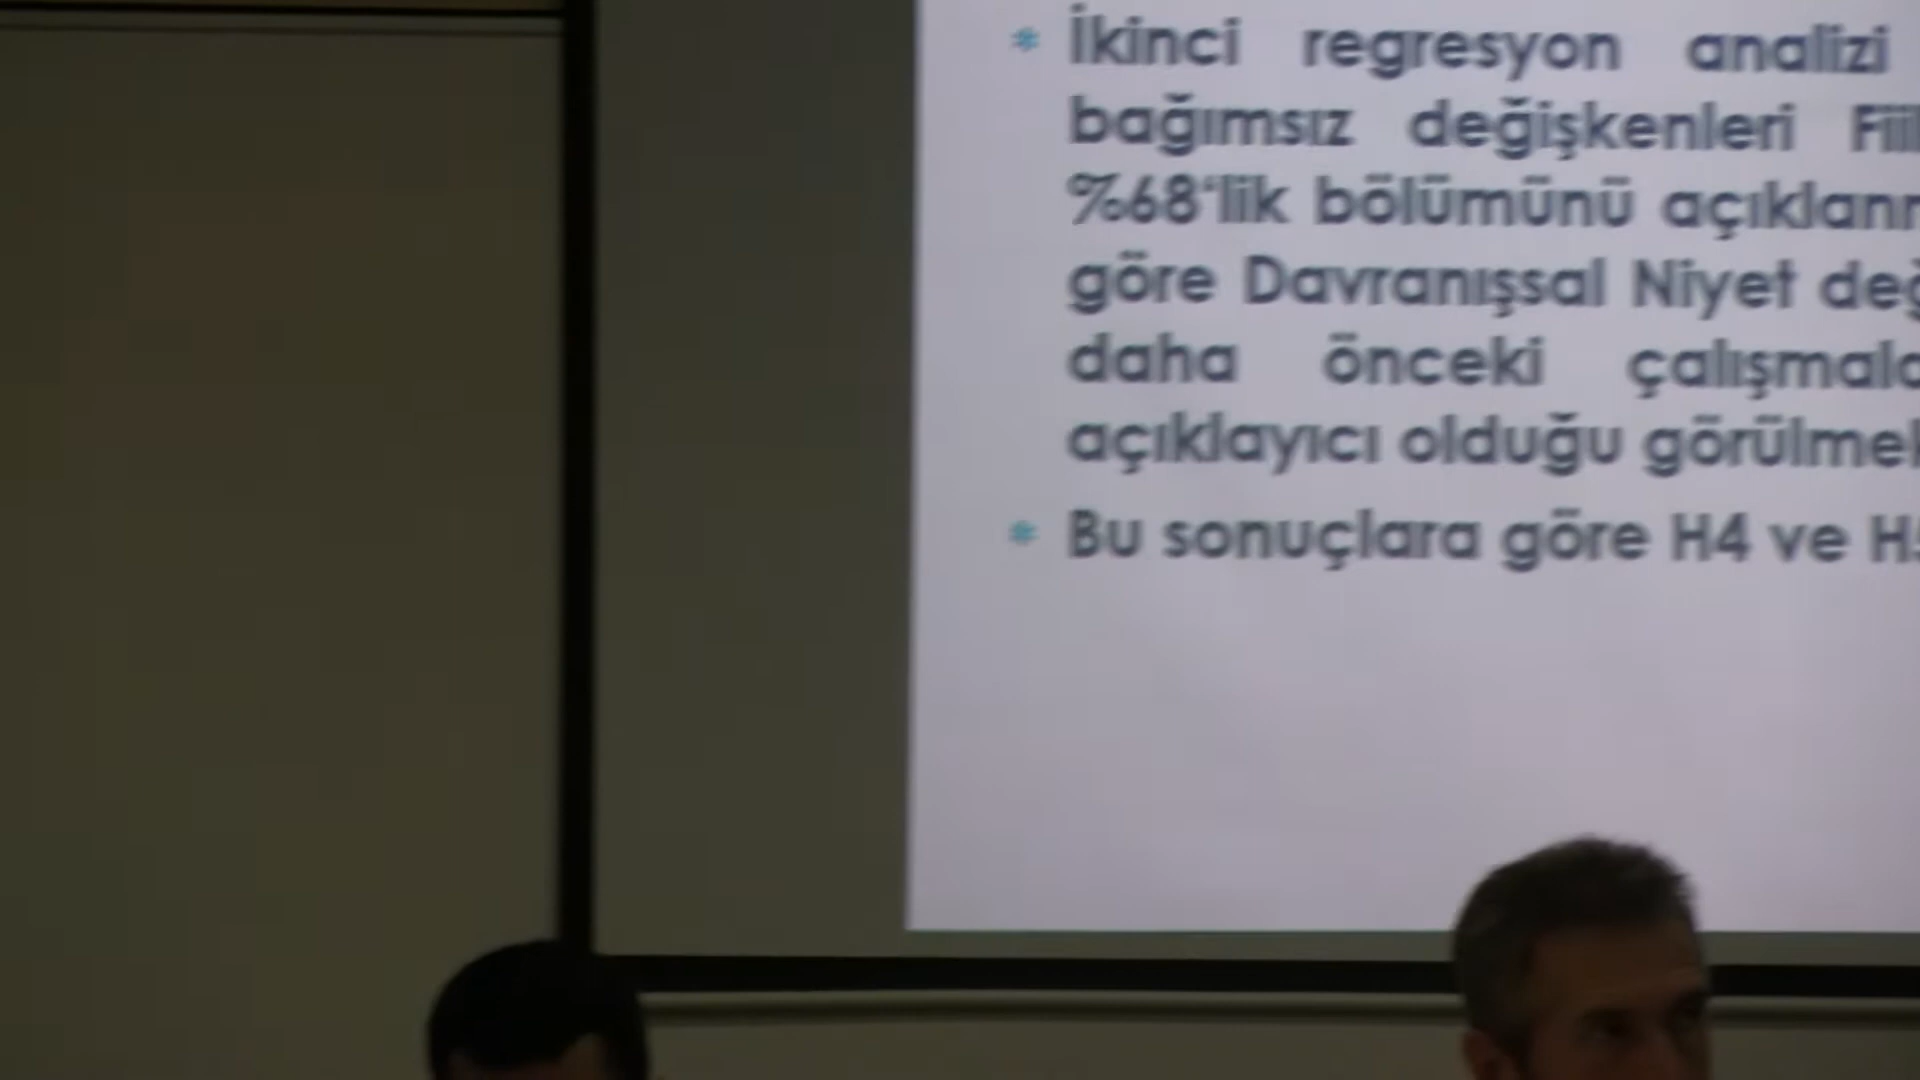 * İkinci regresyon analizi
bağımsız değişkenleri
%68'lik bölümünü
göre Davranışsal Niyet
daha önceki
açıklayıcı olduğu
* Bu sonuçlara göre H4 ve